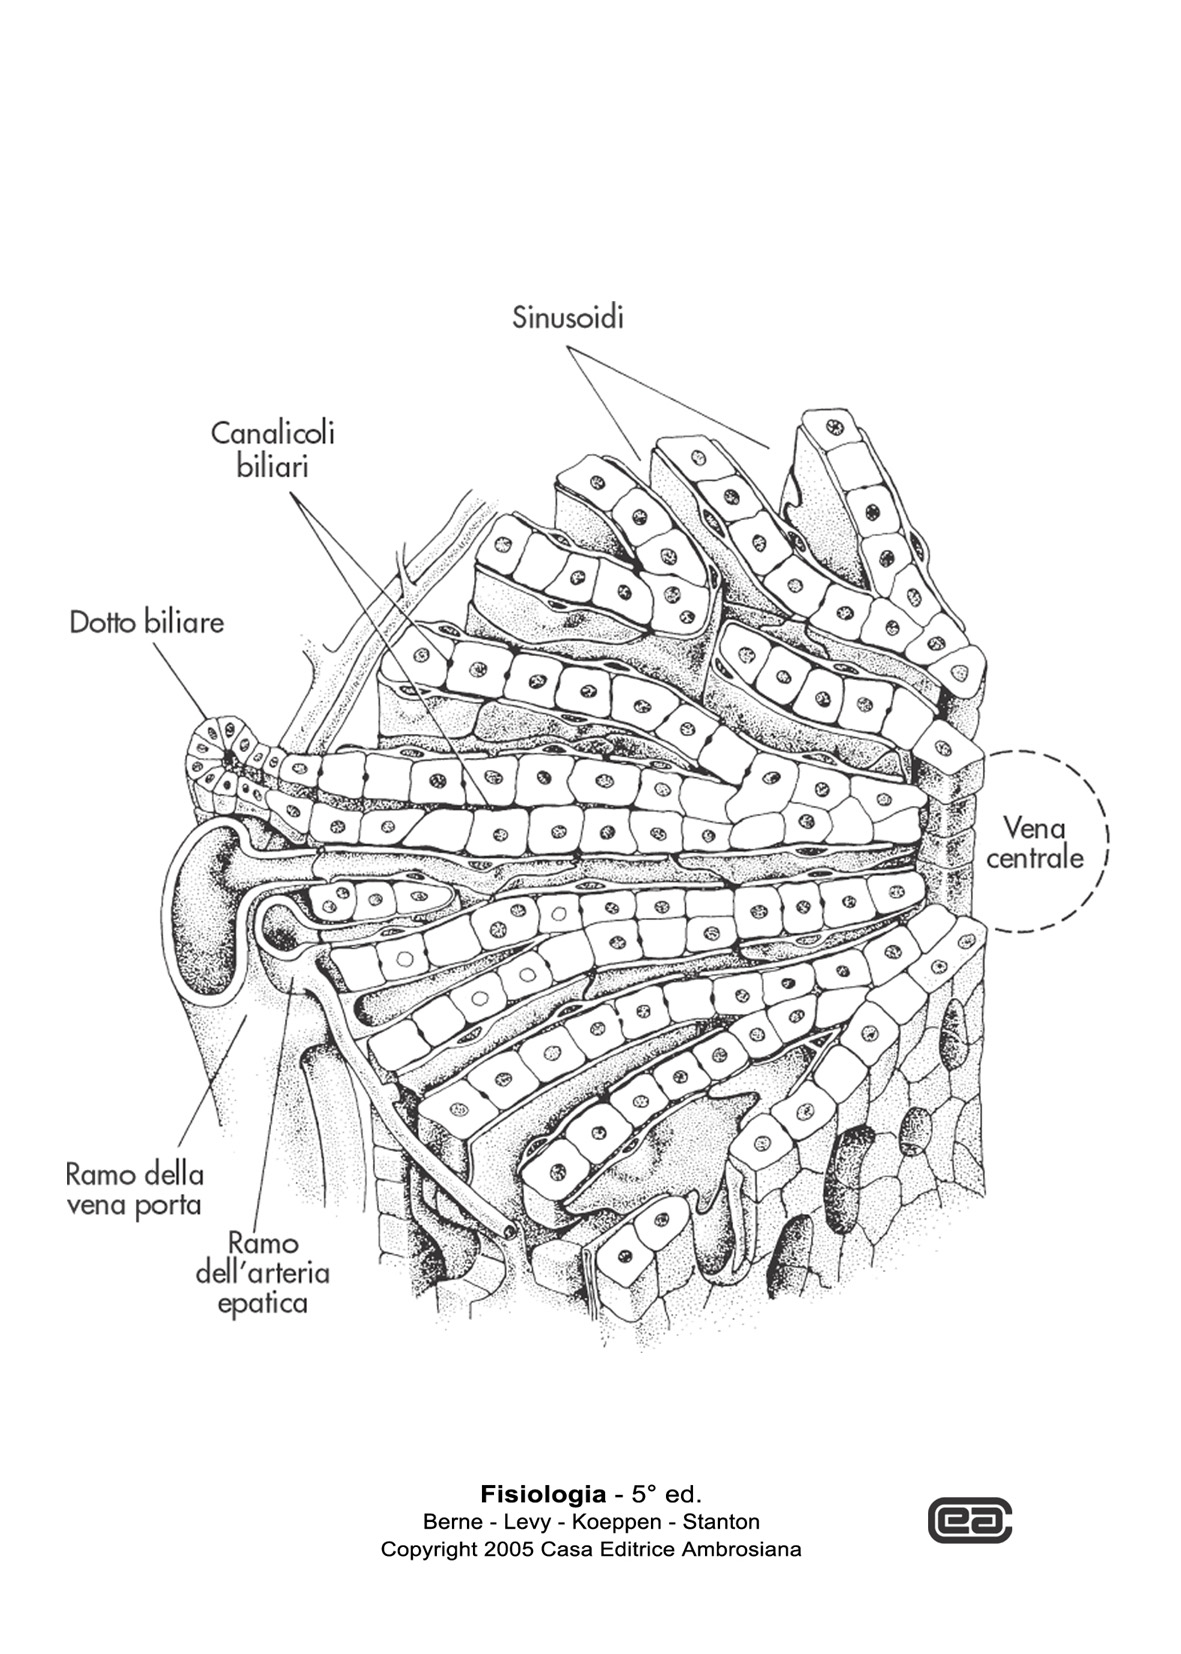 Sinusoidi
Canalicoli
biliari
Dotto biliare
Vena
centrale
Ramo della
vena porta
Ramo
dell'arteria
epatica
Fisiologia - 5° ed.
Berne - Levy - Koeppen - Stanton
Copyright 2005 Casa Editrice Ambrosiana
ea